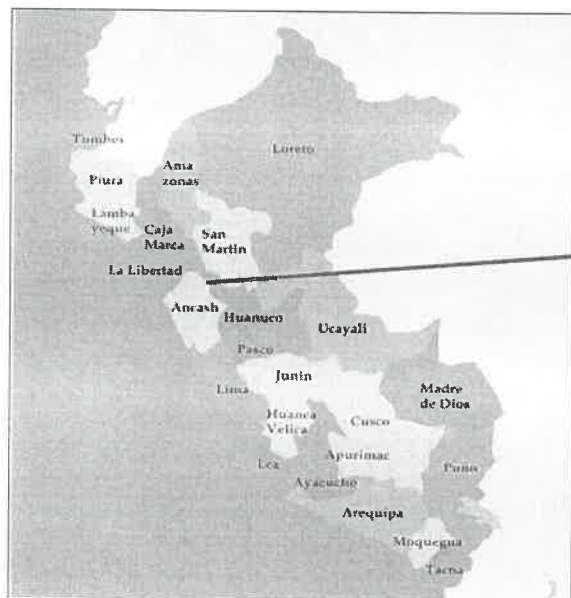 Tumbes
Loreto
Piura
Ama
zonas
Lamba
yeque
Caja
Marca
San
Martin
La Libertad
Ancash
Huanuco
Ucayali
Pasco
Junin
Lima
Madre
de Dios
Huanca
Velica
Cusco
Ica
Apurimac
Puno
Ayacucho
Arequipa
Moquegua
Tacna